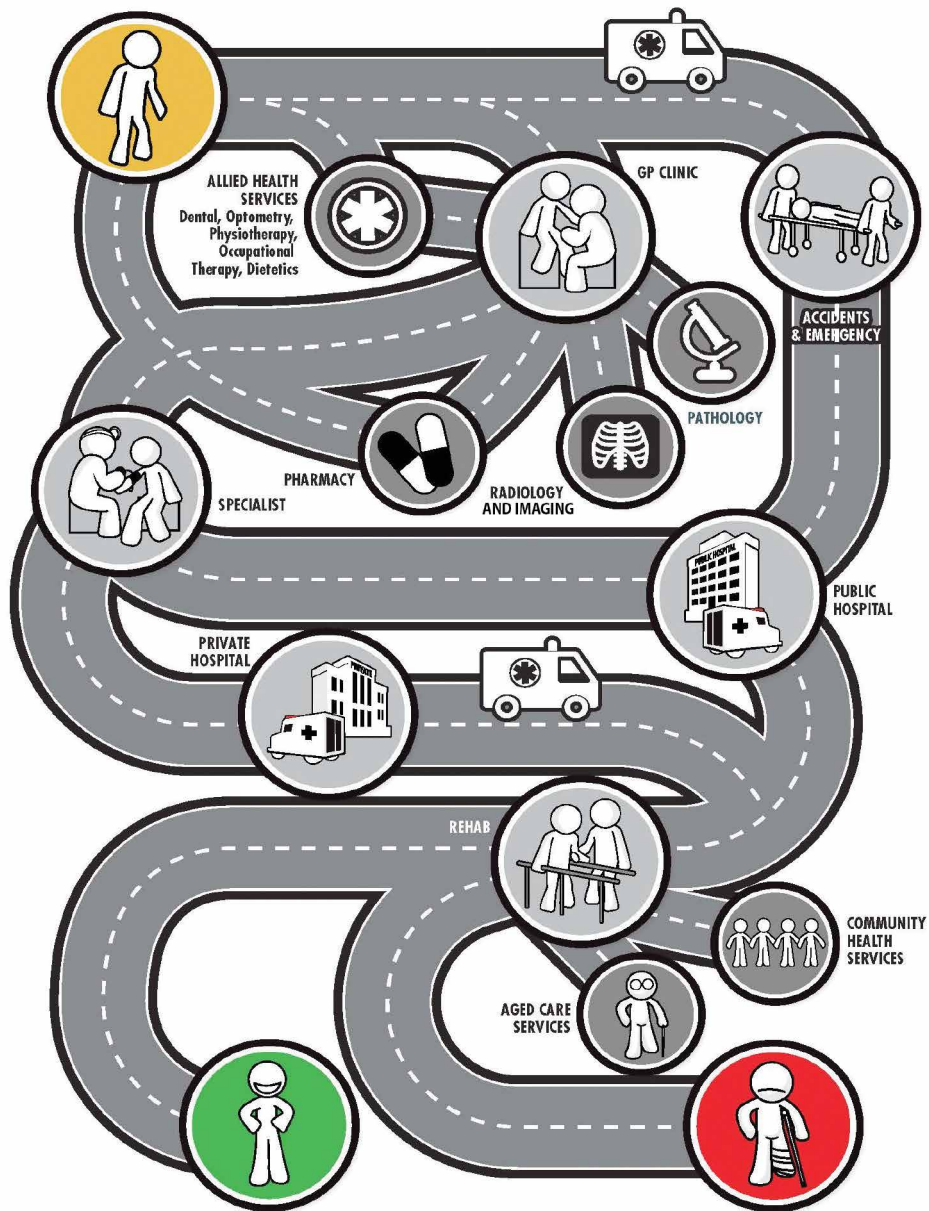 GP CLINIC
ALLIED HEALTH
SERVICES
Dental, Optometry,
Physiotherapy,
Occupational
Therapy, Dietetics
ACCIDENTS
& EMERGENCY
PATHOLOGY
PHARMACY
RADIOLOGY
AND IMAGING
SPECIALIST
PUBLIC HOSPITAL
PUBLIC
HOSPITAL
PRIVATE
HOSPITAL
PRIVATE
REHAB
COMMUNITY
HEALTH
SERVICES
AGED CARE
SERVICES